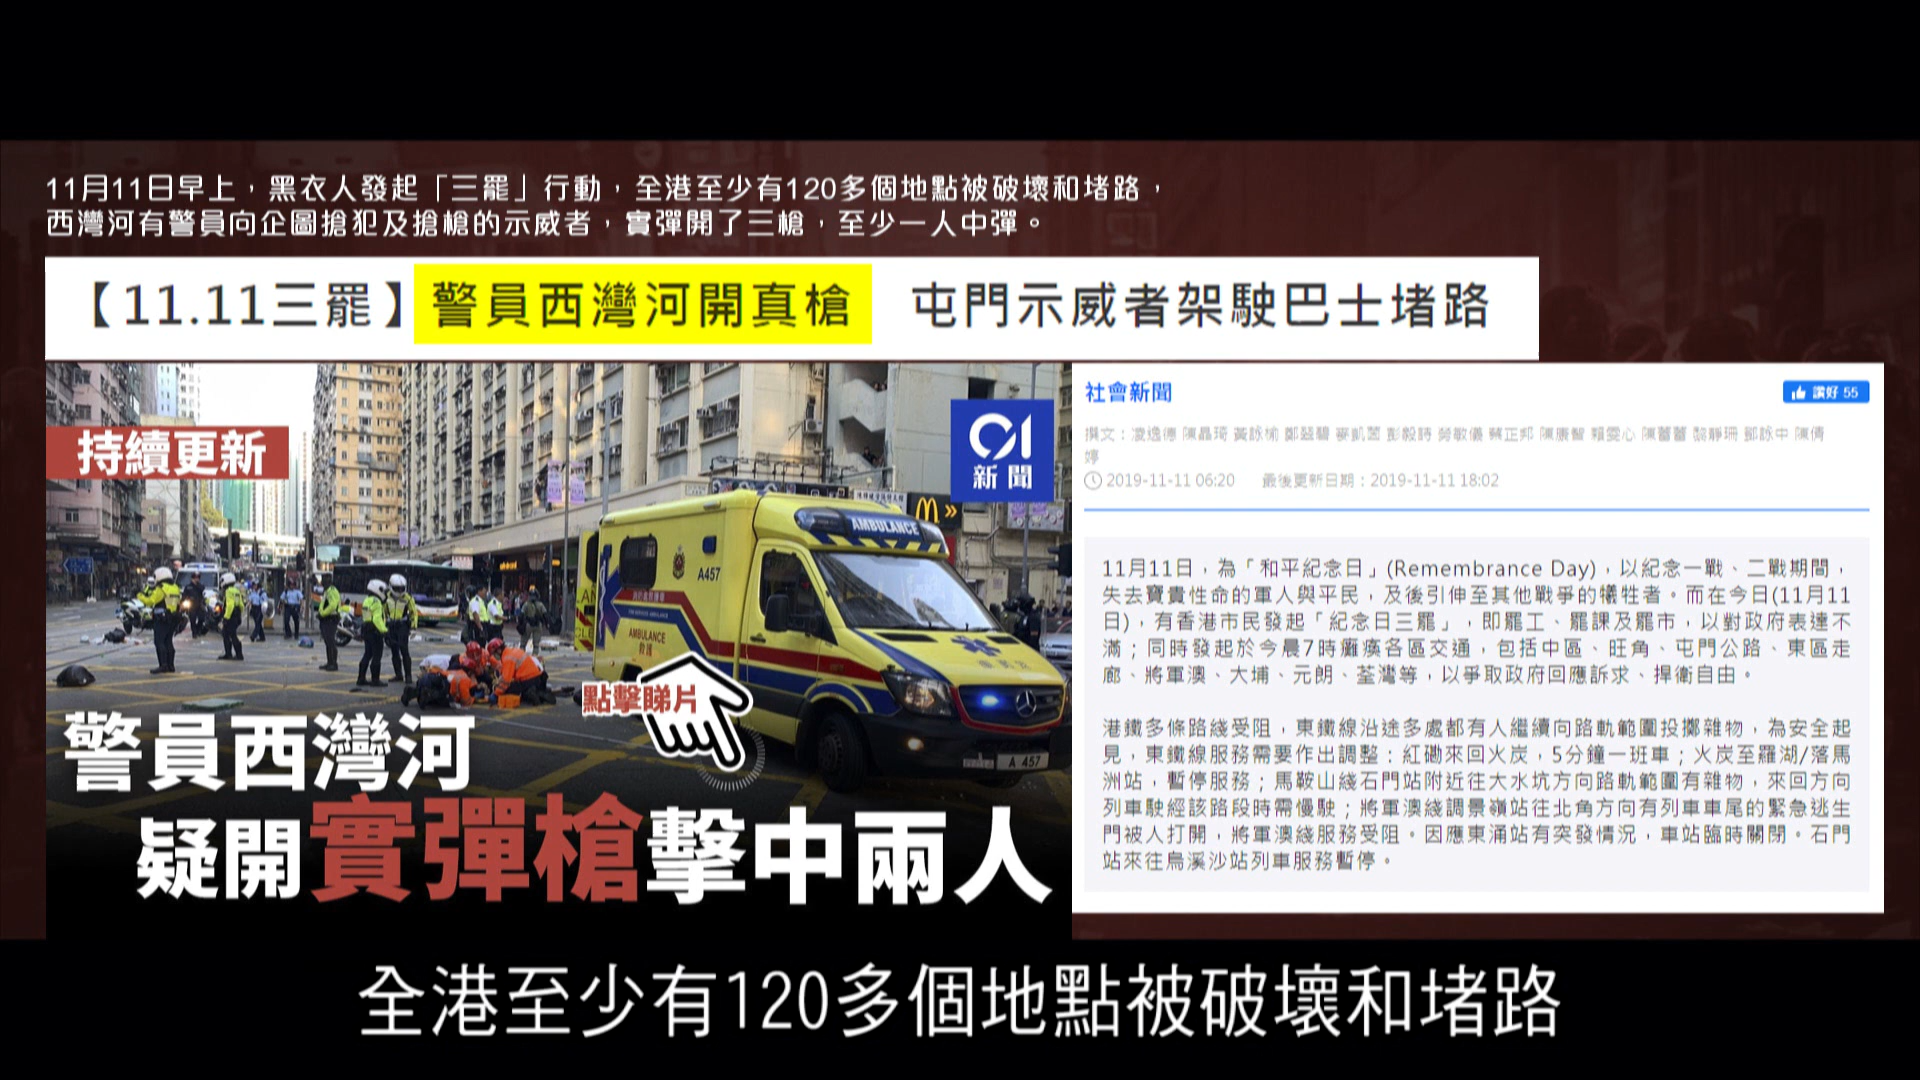 11月11日早上，黑衣人發起「三罷」行動，全港至少有120多個地點被破壞和堵路，
西灣河有警員向企圖搶犯及搶槍的示威者，實彈開了三槍，至少一人中彈。
【11.11三罷】警員西灣河開真槍 屯門示威者架駛巴士堵路
持續更新
01
新聞
AMBULANCE
A457
AMBULANCE
救護
A 457
點擊睇片
警員西灣河
疑開實彈槍擊中兩人
社會新聞
讚好 55
2019-11-11 06:20 最後更新日期：2019-11-11 18:02
11月11日，為「和平紀念日」(Remembrance Day)，以紀念一戰、二戰期間，
失去寶貴性命的軍人與平民，及後引伸至其他戰爭的犧牲者。而在今日(11月11
日)，有香港市民發起「紀念日三罷」，即罷工、罷課及罷市，以對政府表達不
滿；同時發起於今晨7時癱瘓各區交通，包括中區、旺角、屯門公路、東區走
廊、將軍澳、大埔、元朗、荃灣等，以爭取政府回應訴求、捍衛自由。
港鐵多條路綫受阻，東鐵線沿途多處都有人繼續向路軌範圍投擲雜物，為安全起
見，東鐵線服務需要作出調整：紅磡來回火炭，5分鐘一班車；火炭至羅湖/落馬
洲站，暫停服務；馬鞍山綫石門站附近往大水坑方向路軌範圍有雜物，來回方向
列車駛經該路段時需慢駛；將軍澳綫調景嶺站往北角方向有列車車尾的緊急逃生
門被人打開，將軍澳綫服務受阻。因應東涌站有突發情況，車站臨時關閉。石門
站來往烏溪沙站列車服務暫停。
全港至少有120多個地點被破壞和堵路